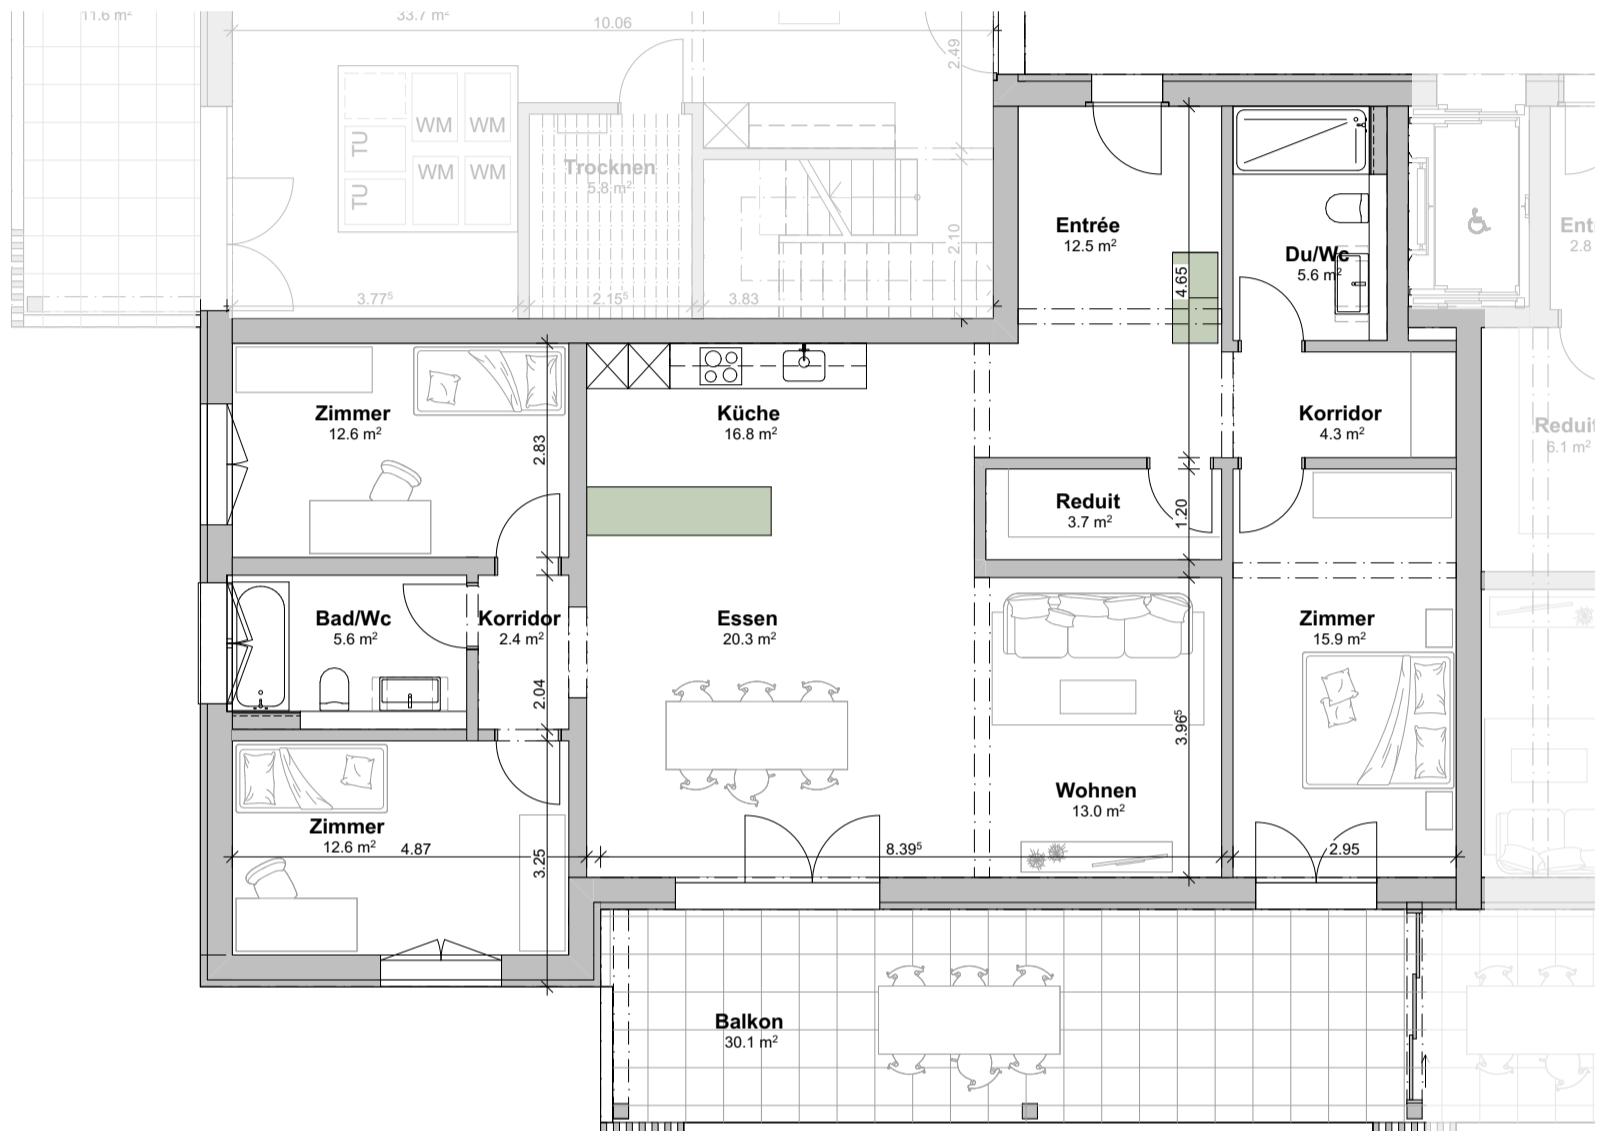 11.6 m²
33.7 m²
10.06
2.49
TU
WM
WM
TU
WM
WM
Trocknen
5.8 m²
2.10
3.77⁵
2.15⁵
3.83
Entrée
12.5 m²
4.65
Du/Wc
5.6 m²
Ent
2.8
Zimmer
12.6 m²
2.83
Küche
16.8 m²
Korridor
4.3 m²
Reduit
6.1 m²
Reduit
3.7 m²
1.20
Bad/Wc
5.6 m²
Korridor
2.4 m²
2.04
Essen
20.3 m²
Zimmer
15.9 m²
3.96⁵
Wohnen
13.0 m²
Zimmer
12.6 m²
4.87
3.25
8.39⁵
2.95
Balkon
30.1 m²